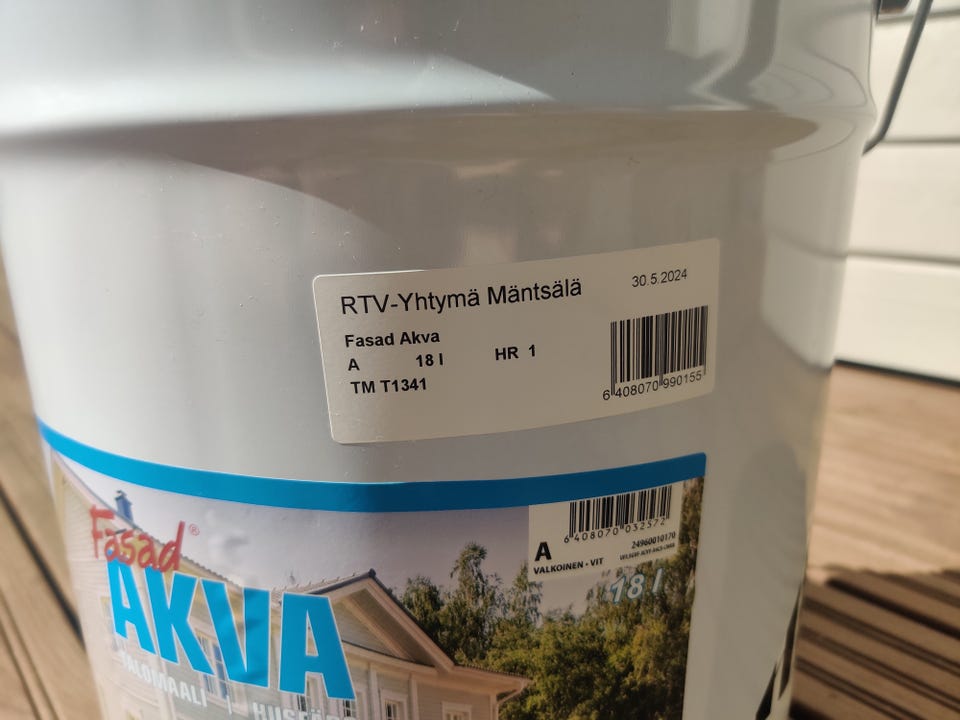 RTV-Yhtymä Mäntsälä 30.5.2024
Fasad Akva
A 18 l HR 1
TM T1341
6 408070 990155
6 408070 032572
A 24960010170
VALKOINEN - VIT
18 l
Fasad®
AKVA
TALOMAALI |